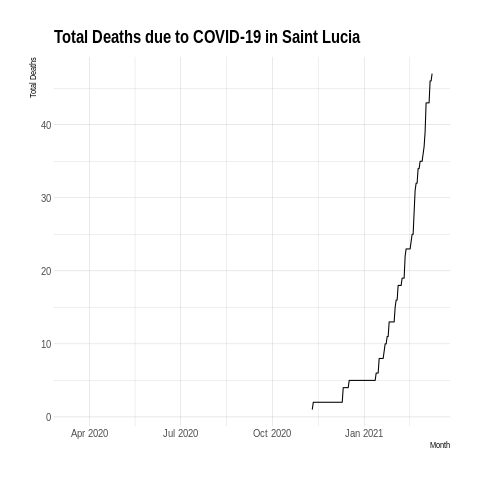 Total Deaths due to COVID-19 in Saint Lucia
Total Deaths
40
30
20
10
0
Apr 2020 Jul 2020 Oct 2020 Jan 2021
Month